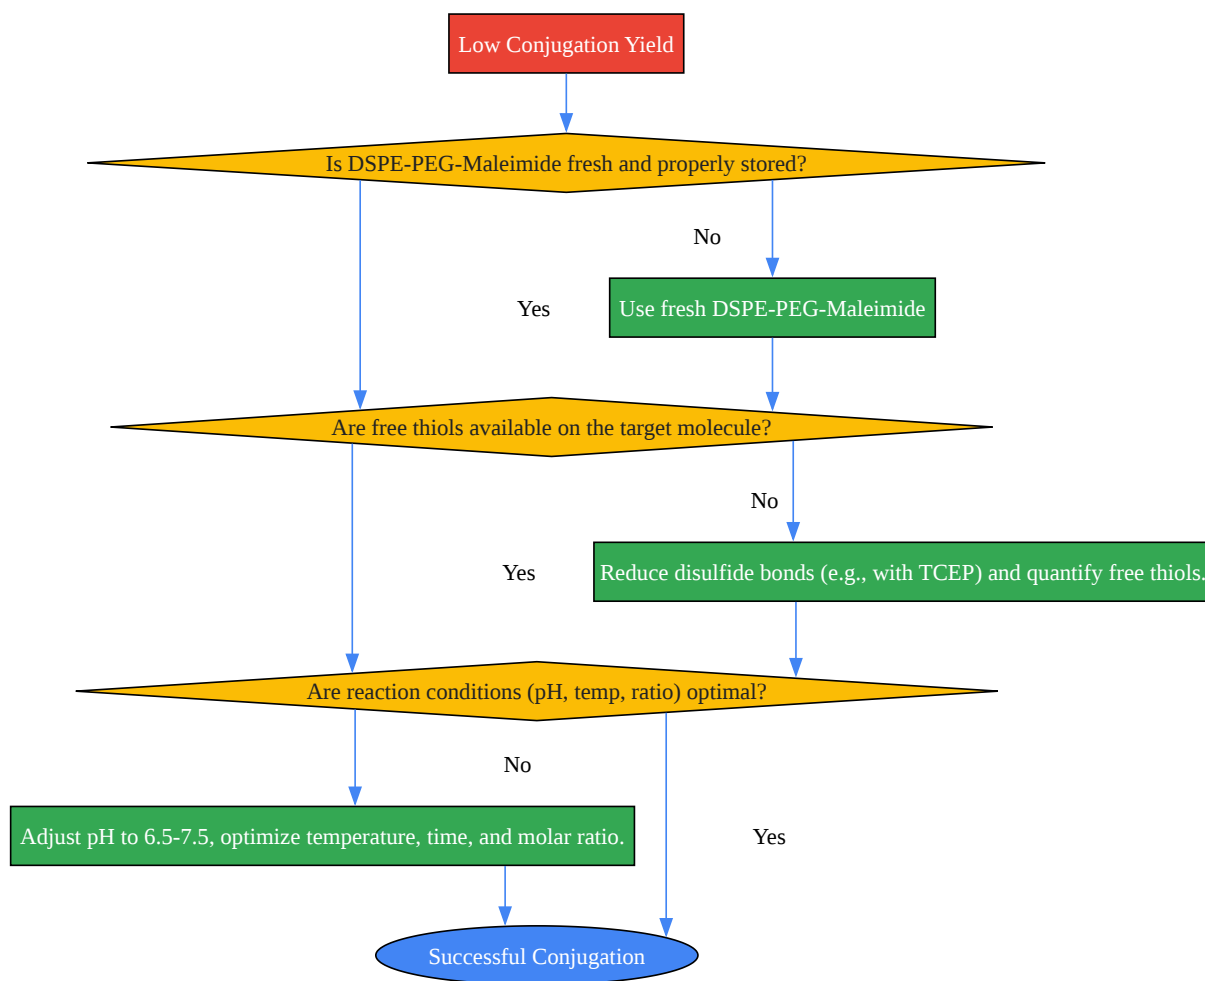 Low Conjugation Yield
Is DSPE-PEG-Maleimide fresh and properly stored?
No
Yes
Use fresh DSPE-PEG-Maleimide
Are free thiols available on the target molecule?
No
Yes
Reduce disulfide bonds (e.g., with TCEP) and quantify free thiols.
Are reaction conditions (pH, temp, ratio) optimal?
No
Adjust pH to 6.5-7.5, optimize temperature, time, and molar ratio.
Yes
Successful Conjugation